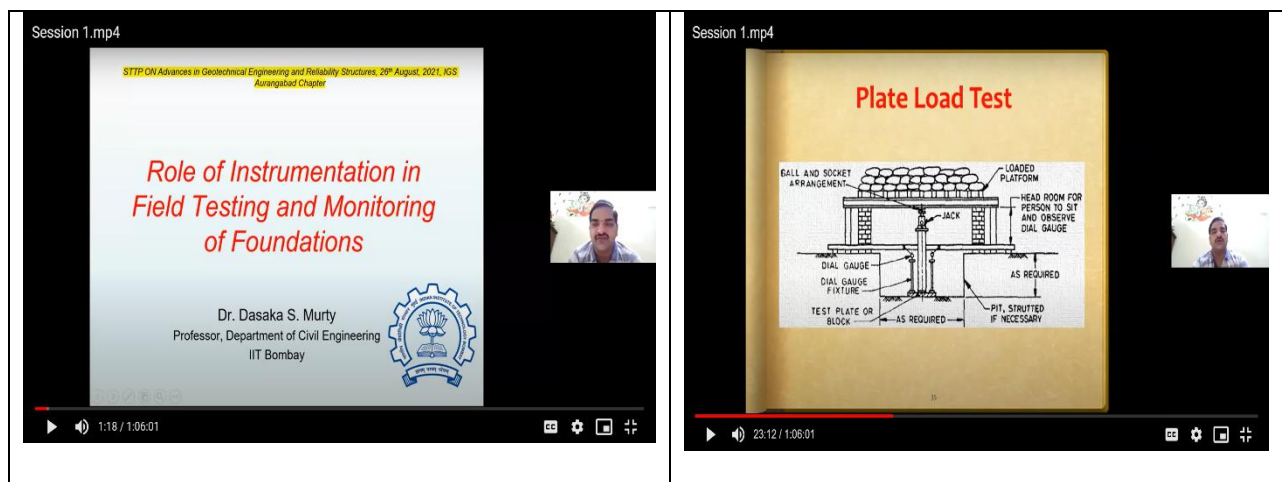 Session 1.mp4
STTP ON Advances in Geotechnical Engineering and Reliability Structures, 26th August, 2021, IGS
Aurangabad Chapter
Role of Instrumentation in
Field Testing and Monitoring
of Foundations
Dr. Dasaka S. Murty
Professor, Department of Civil Engineering
IIT Bombay
1:18 / 1:06:01
CC
Session 1.mp4
Plate Load Test
BALL AND SOCKET
ARRANGEMENT
LOADED
PLATFORM
HEAD ROOM FOR
PERSON TO SIT
AND OBSERVE
DIAL GAUGE
JACK
DIAL GAUGE
DIAL GAUGE
FIXTURE
AS REQUIRED
TEST PLATE OR
BLOCK
AS REQUIRED
PIT, STRUTTED
IF NECESSARY
15
23:12 / 1:06:01
CC